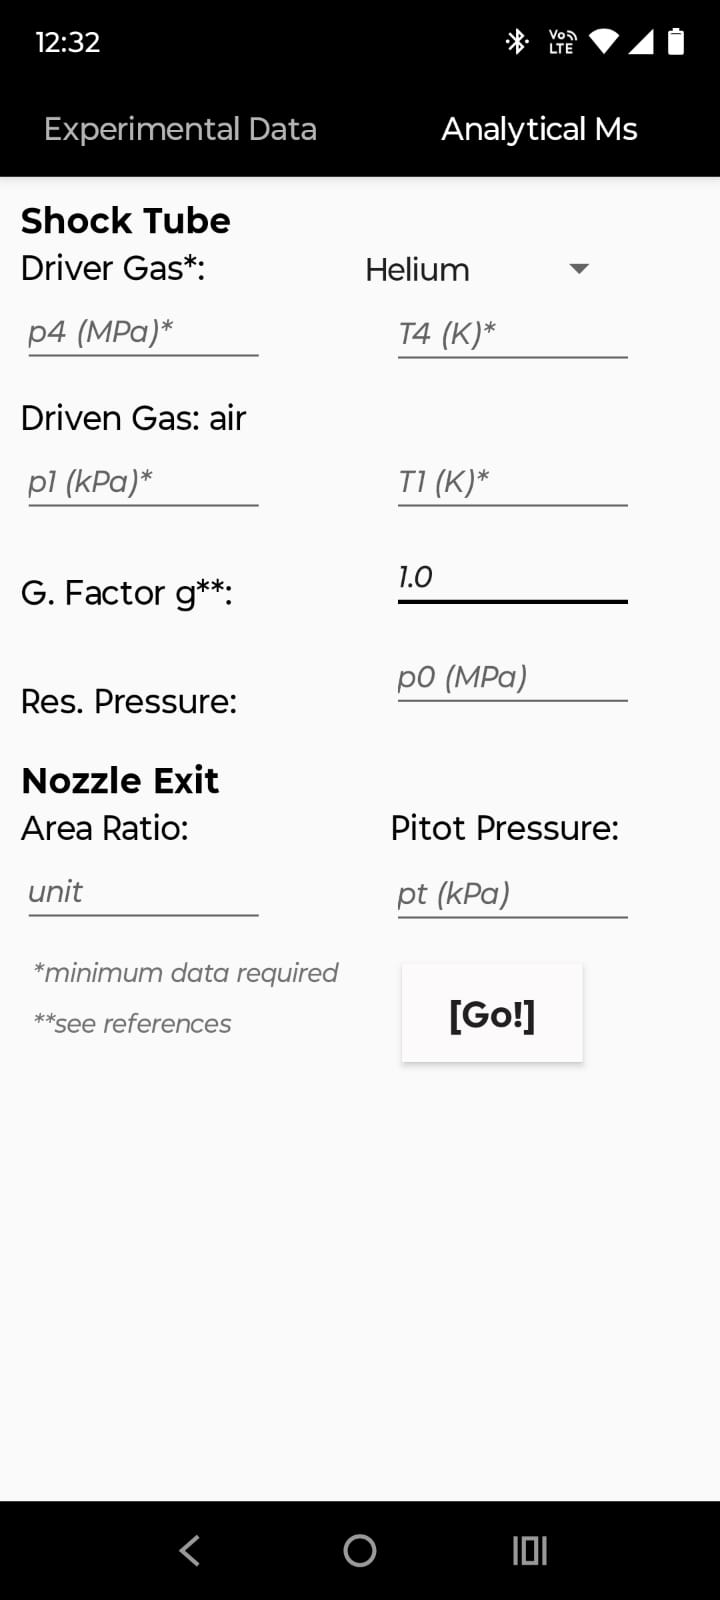 12:32
Vo LTE
Experimental Data Analytical Ms
Shock Tube
Driver Gas*: Helium
p4 (MPa)* T4 (K)*
Driven Gas: air
p1 (kPa)* T1 (K)*
G. Factor g**: 1.0
Res. Pressure: p0 (MPa)
Nozzle Exit
Area Ratio: Pitot Pressure:
unit pt (kPa)
*minimum data required
**see references
[Go!]